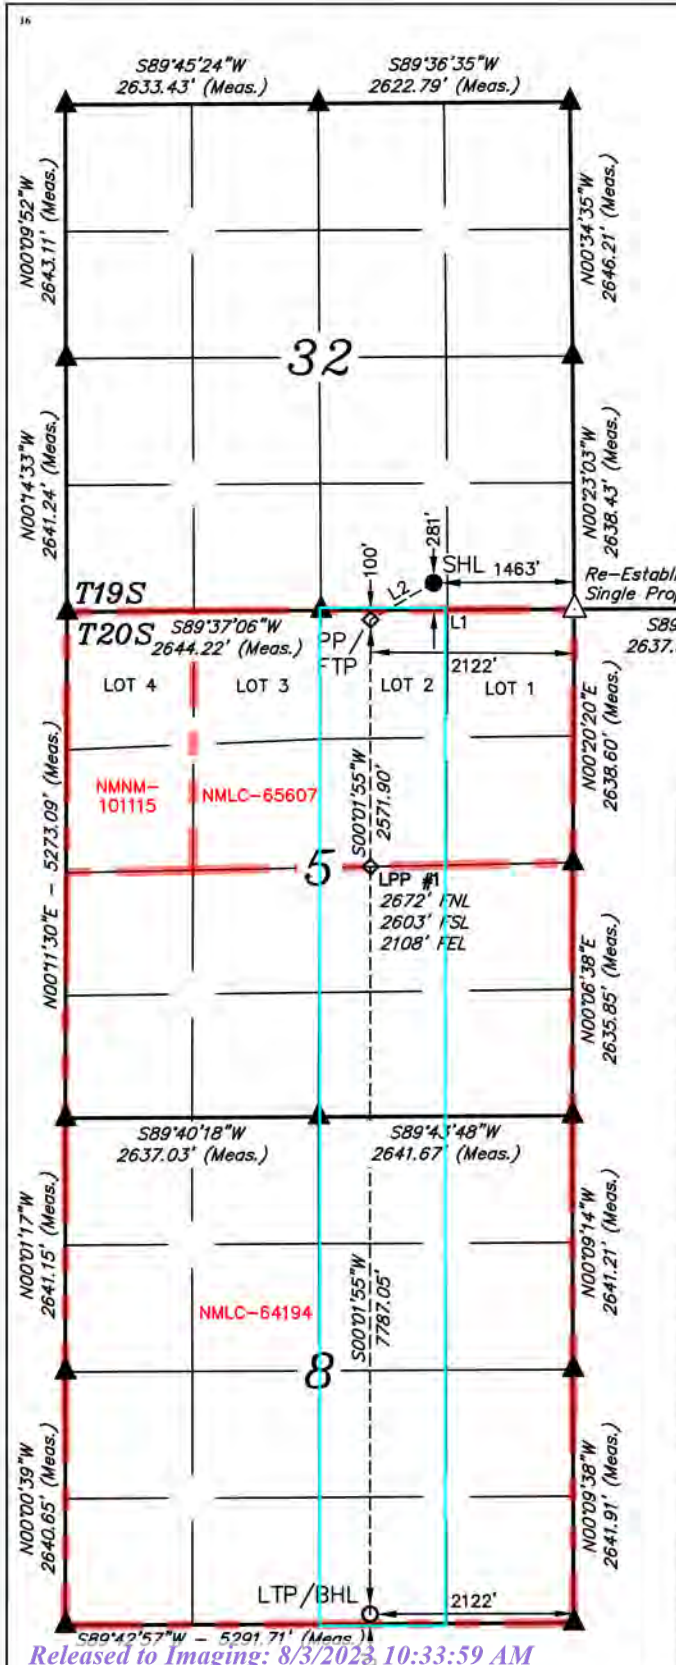 36
S89°45'24"W
2633.43' (Meas.)
S89°36'35"W
2622.79' (Meas.)
N00°09'52"W
2643.11' (Meas.)
N00°34'35"W
2646.21' (Meas.)
32
N00°14'33"W
2641.24' (Meas.)
N00°23'03"W
2638.43' (Meas.)
100'
281'
L2
SHL 1463'
Re-Establi
Single Prop
T19S
T20S
S89°37'06"W
2644.22' (Meas.)
PP/
FTP
L1
S89
2637.
2122'
LOT 4
LOT 3
LOT 2
LOT 1
N00°20'20"E
2638.60' (Meas.)
NMNM-
101115
NMLC-65607
S00°01'55"W
2571.90'
N00°11'30"E - 5273.09' (Meas.)
5
LPP #1
2672' FNL
2603' FSL
2108' FEL
N00°06'38"E
2635.85' (Meas.)
S89°40'18"W
2637.03' (Meas.)
S89°43'48"W
2641.67' (Meas.)
N00°01'17"W
2641.15' (Meas.)
N00°09'14"W
2641.21' (Meas.)
S00°01'55"W
7787.05'
NMLC-64194
8
N00°00'39"W
2640.65' (Meas.)
N00°09'38"W
2641.91' (Meas.)
LTP/BHL
2122'
S89°42'57"W - 5291.71' (Meas.)
Released to Imaging: 8/3/2023 10:33:59 AM